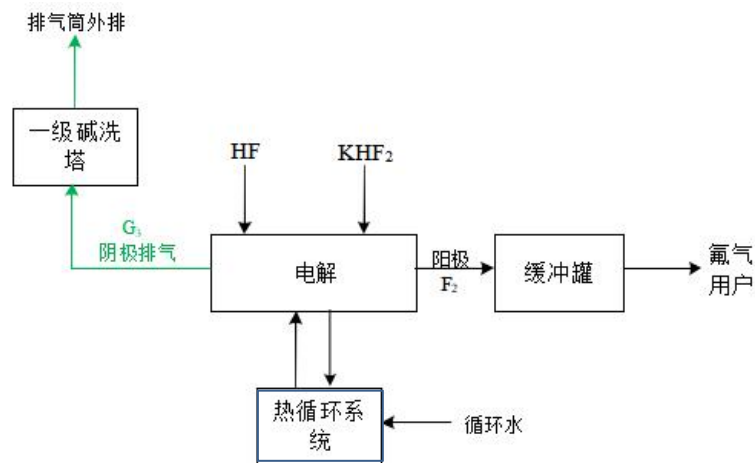 排气筒外排
一级碱洗
塔
HF
KHF₂
G₃
阴极排气
电解
阳极
F₂
缓冲罐
氟气
用户
热循环系
统
循环水